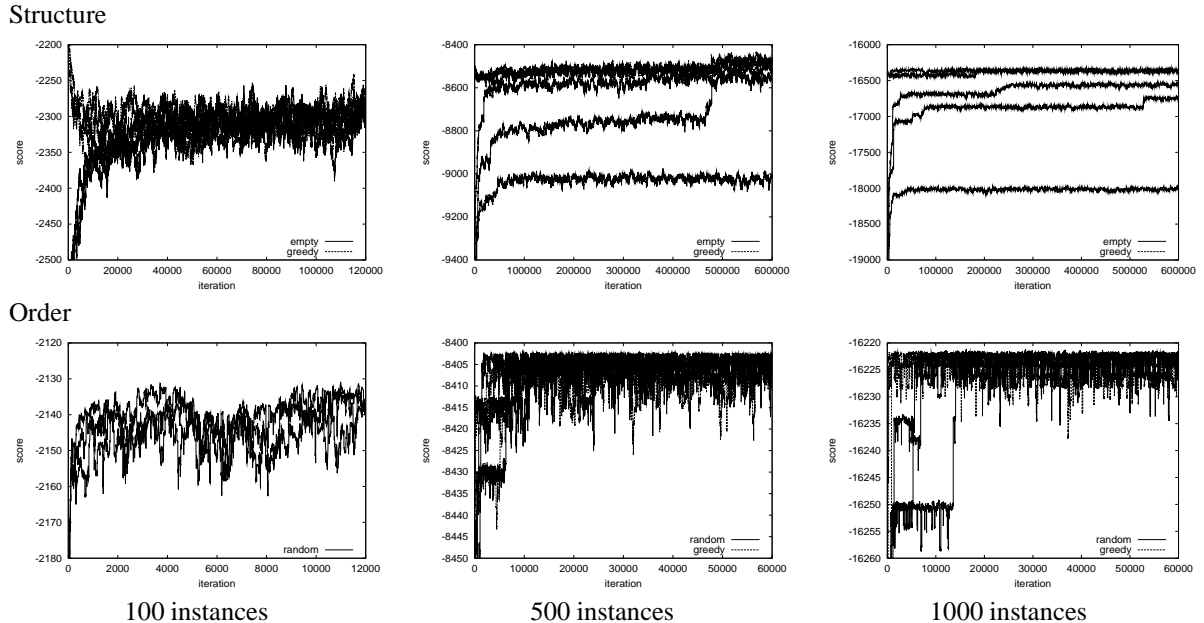 Structure
-2200
-2250
-2300
-2350
-2400
-2450
-2500
score
0 20000 40000 60000 80000 100000 120000
iteration
empty
greedy
-8400
-8600
-8800
-9000
-9200
-9400
score
0 100000 200000 300000 400000 500000 600000
iteration
empty
greedy
-16000
-16500
-17000
-17500
-18000
-18500
-19000
score
0 100000 200000 300000 400000 500000 600000
iteration
empty
greedy
Order
-2120
-2130
-2140
-2150
-2160
-2170
-2180
score
0 2000 4000 6000 8000 10000 12000
iteration
random
-8400
-8405
-8410
-8415
-8420
-8425
-8430
-8435
-8440
-8445
-8450
score
0 10000 20000 30000 40000 50000 60000
iteration
random
greedy
-16220
-16225
-16230
-16235
-16240
-16245
-16250
-16255
-16260
score
0 10000 20000 30000 40000 50000 60000
iteration
random
greedy
100 instances 500 instances 1000 instances